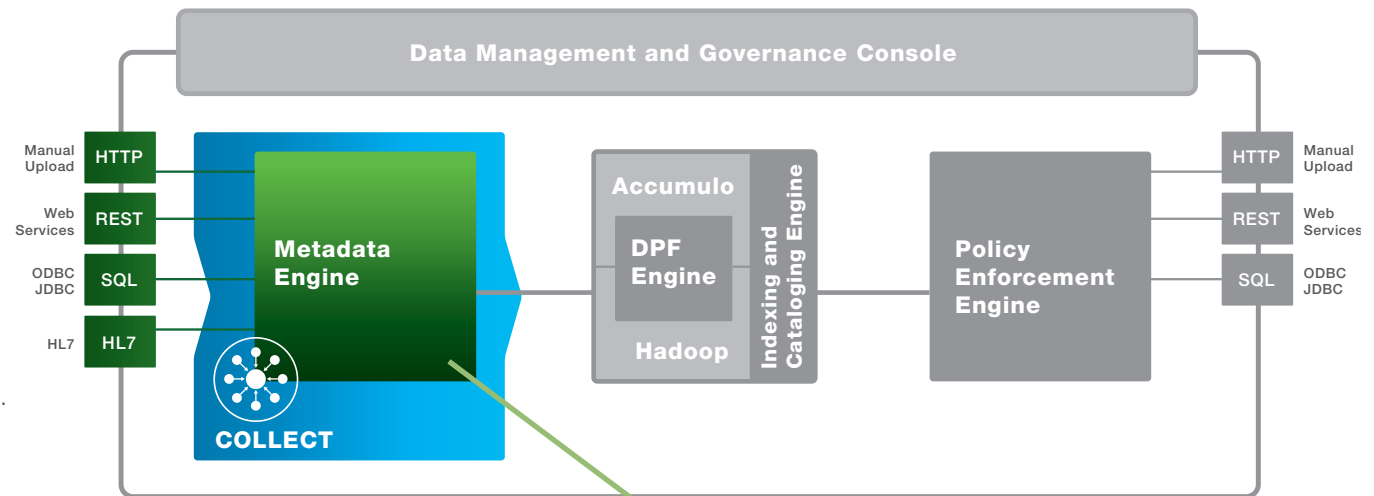 Data Management and Governance Console
Manual
Upload
HTTP
Web
Services
REST
ODBC
JDBC
SQL
HL7
HL7
Metadata
Engine
COLLECT
Accumulo
DPF
Engine
Hadoop
Indexing and
Cataloging Engine
Policy
Enforcement
Engine
HTTP
Manual
Upload
REST
Web
Services
SQL
ODBC
JDBC
.